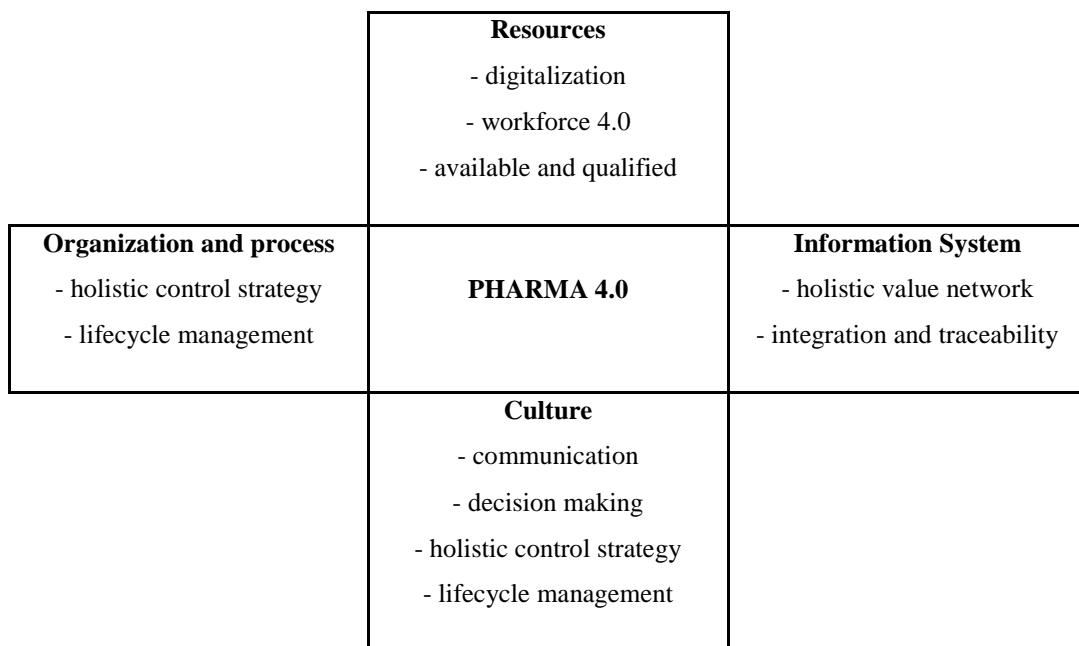 Resources
- digitalization
- workforce 4.0
- available and qualified
Organization and process
- holistic control strategy
- lifecycle management
PHARMA 4.0
Information System
- holistic value network
- integration and traceability
Culture
- communication
- decision making
- holistic control strategy
- lifecycle management